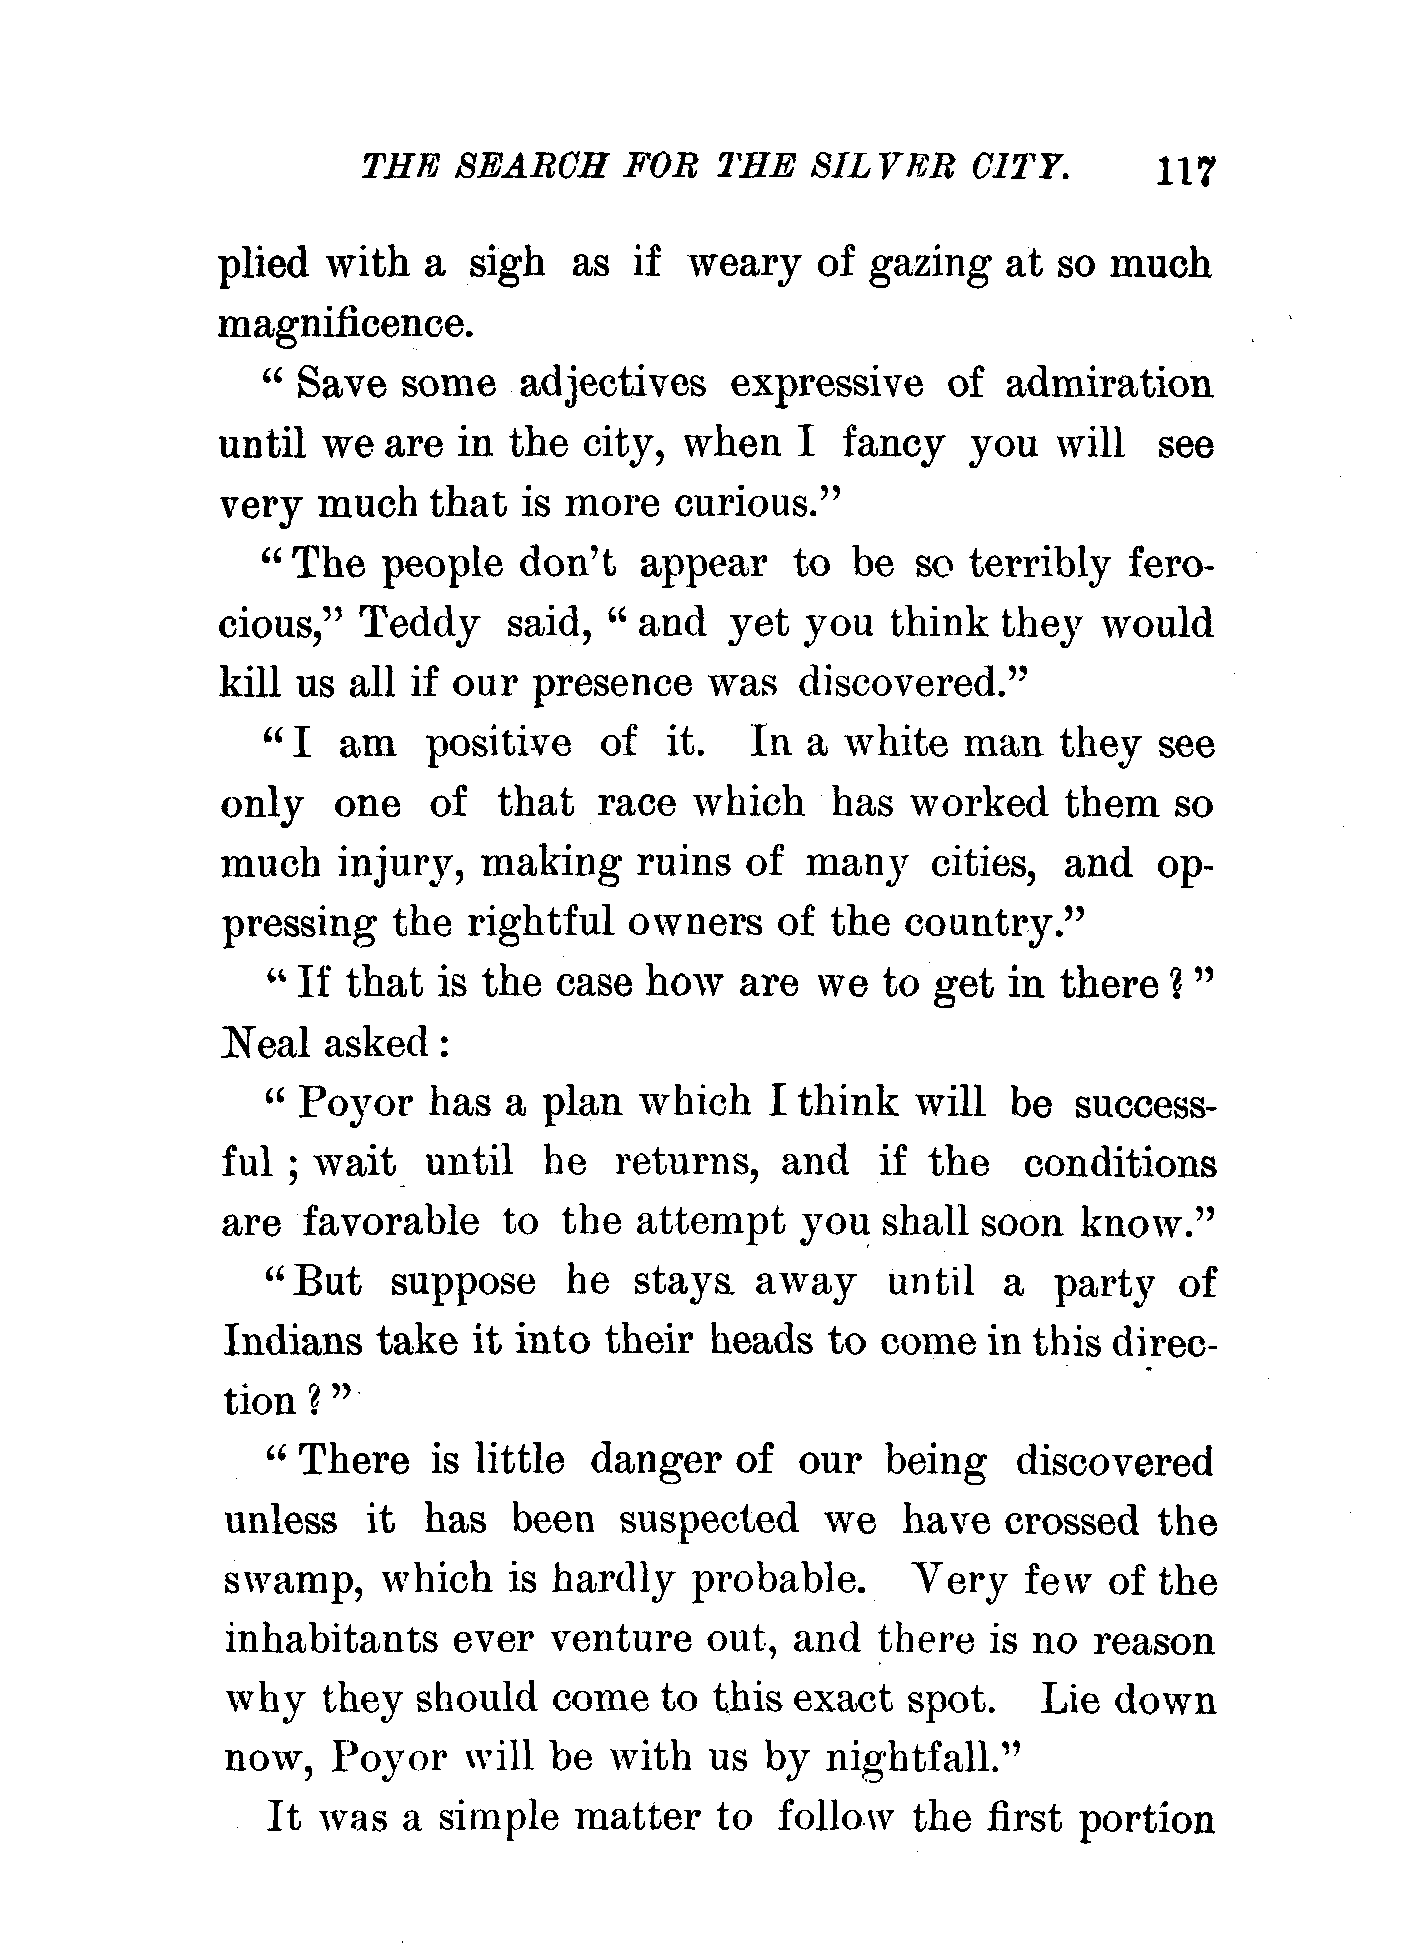 THE SEARCH FOR THE SILVER CITY. 117
plied with a sigh as if weary of gazing at so much
magnificence.
" Save some adjectives expressive of admiration
until we are in the city, when I fancy you will see
very much that is more curious."
" The people don't appear to be so terribly fero-
cious," Teddy said, " and yet you think they would
kill us all if our presence was discovered."
" I am positive of it. In a white man they see
only one of that race which has worked them so
much injury, making ruins of many cities, and op-
pressing the rightful owners of the country."
" If that is the case how are we to get in there ? "
Neal asked :
" Poyor has a plan which I think will be success-
ful ; wait until he returns, and if the conditions
are favorable to the attempt you shall soon know."
" But suppose he stays away until a party of
Indians take it into their heads to come in this direc-
tion ? "
" There is little danger of our being discovered
unless it has been suspected we have crossed the
swamp, which is hardly probable. Very few of the
inhabitants ever venture out, and there is no reason
why they should come to this exact spot. Lie down
now, Poyor will be with us by nightfall."
It was a simple matter to follow the first portion